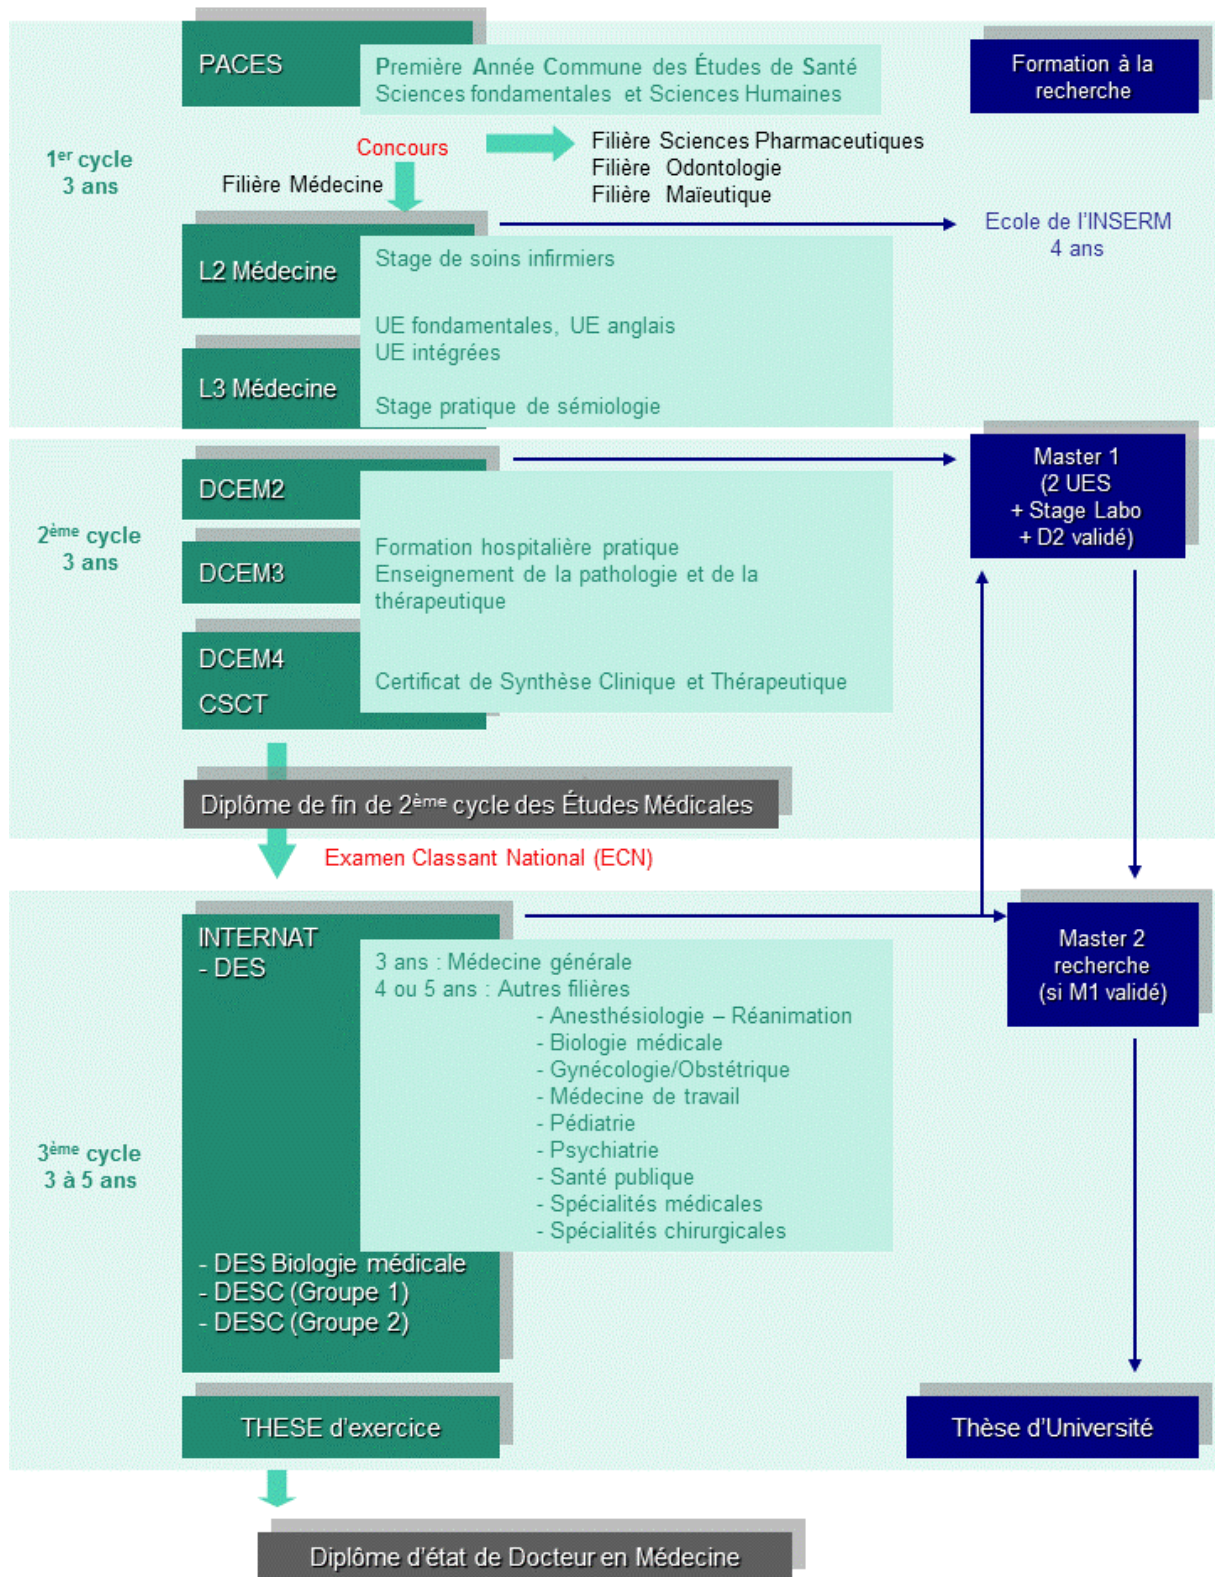 PACES
Première Année Commune des Études de Santé
Sciences fondamentales et Sciences Humaines
Formation à la
recherche
1er cycle
3 ans
Concours
Filière Médecine
Filière Sciences Pharmaceutiques
Filière Odontologie
Filière Maïeutique
Ecole de l'INSERM
4 ans
L2 Médecine
Stage de soins infirmiers
UE fondamentales, UE anglais
UE intégrées
L3 Médecine
Stage pratique de sémiologie
2ème cycle
3 ans
DCEM2
DCEM3
Formation hospitalière pratique
Enseignement de la pathologie et de la
thérapeutique
DCEM4
CSCT
Certificat de Synthèse Clinique et Thérapeutique
Master 1
(2 UES
+ Stage Labo
+ D2 validé)
Diplôme de fin de 2ème cycle des Études Médicales
Examen Classant National (ECN)
3ème cycle
3 à 5 ans
INTERNAT
- DES
3 ans : Médecine générale
4 ou 5 ans : Autres filières
- Anesthésiologie – Réanimation
- Biologie médicale
- Gynécologie/Obstétrique
- Médecine de travail
- Pédiatrie
- Psychiatrie
- Santé publique
- Spécialités médicales
- Spécialités chirurgicales
- DES Biologie médicale
- DESC (Groupe 1)
- DESC (Groupe 2)
Master 2
recherche
(si M1 validé)
THESE d'exercice
Thèse d'Université
Diplôme d'état de Docteur en Médecine